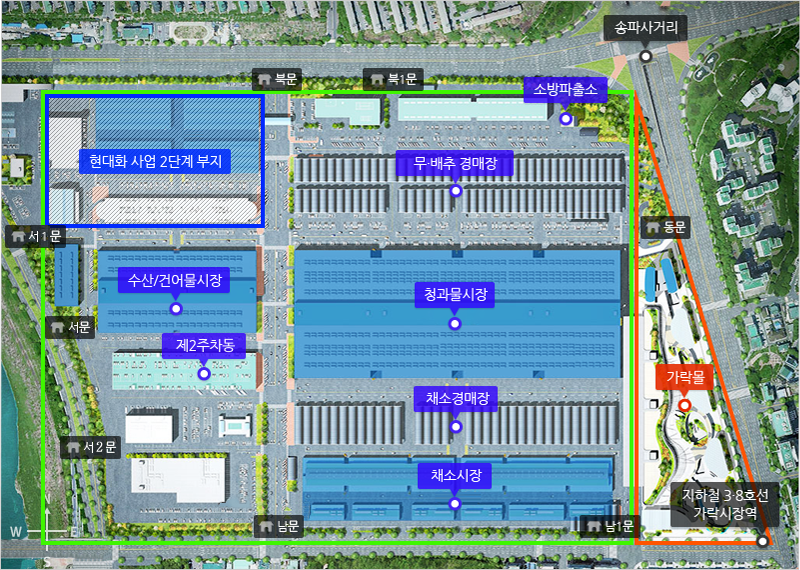 송파사거리
북문
북1문
소방파출소
현대화 사업 2단계 부지
무·배추 경매장
동문
서1문
수산/건어물시장
청과물시장
서문
제2주차동
가락몰
채소경매장
서2문
채소시장
지하철 3·8호선
가락시장역
N
W
E
S
남문
남1문